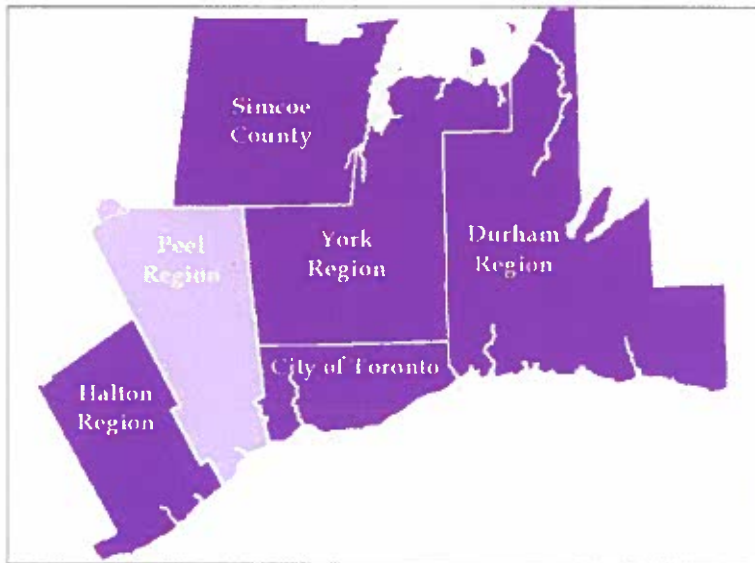 Simcoe
County
Peel
Region
York
Region
Durham
Region
City of Toronto
Halton
Region